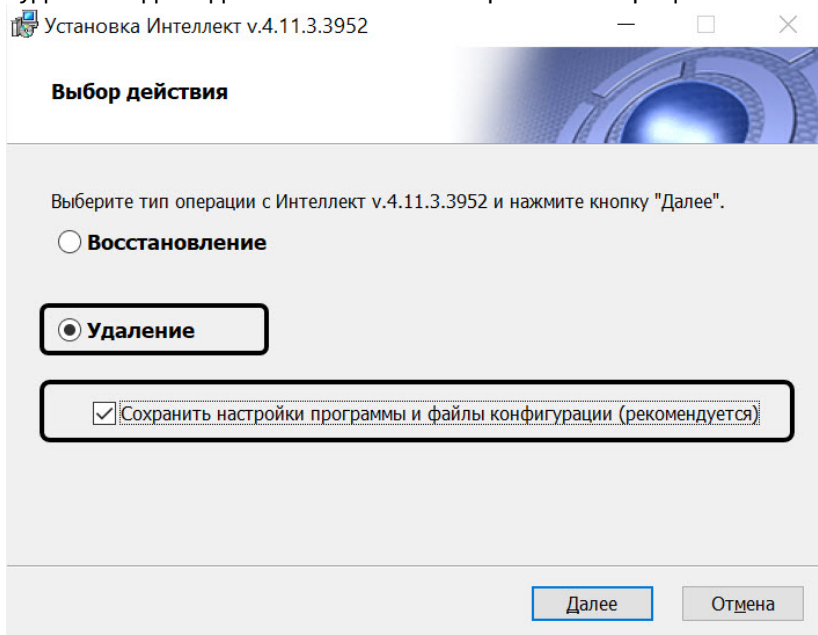 Установка Интеллект v.4.11.3.3952
Выбор действия
Выберите тип операции с Интеллект v.4.11.3.3952 и нажмите кнопку "Далее".
Восстановление
Удаление
Сохранить настройки программы и файлы конфигурации (рекомендуется)
Далее
Отмена